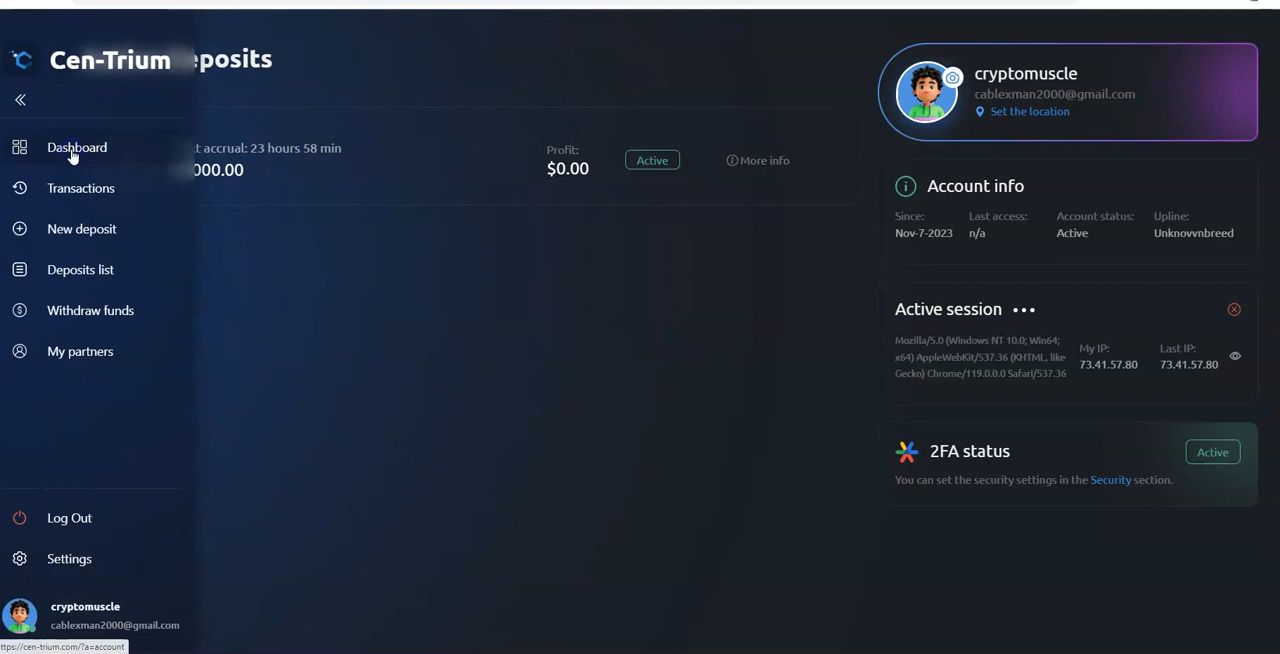 Cen-Trium
eposits
Dashboard
Transactions
New deposit
Deposits list
Withdraw funds
My partners
Log Out
Settings
cryptomuscle
cablexman2000@gmail.com
ttps://cen-trium.com/?a=account
t accrual: 23 hours 58 min
000.00
Profit:
$0.00
Active
More info
cryptomuscle
cablexman2000@gmail.com
Set the location
Account info
Since: Last access: Account status: Upline:
Nov-7-2023 n/a Active Unknovvnbreed
Active session
Mozilla/5.0 (Windows NT 10.0; Win64;
x64) AppleWebKit/537.36 (KHTML, like
Gecko) Chrome/119.0.0.0 Safari/537.36
My IP:
73.41.57.80
Last IP:
73.41.57.80
2FA status
Active
You can set the security settings in the Security section.